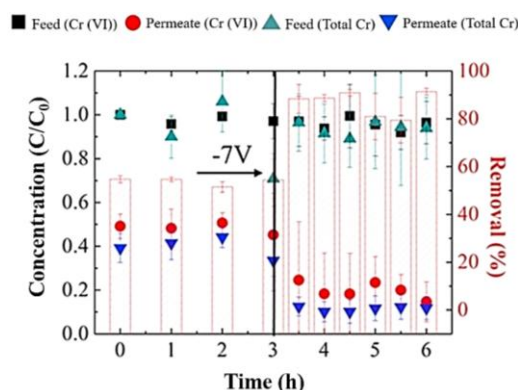 Feed (Cr (VI)) Permeate (Cr (VI)) Feed (Total Cr) Permeate (Total Cr)
Concentration (C/C0)
1.2
1.0
0.8
0.6
0.4
0.2
0.0
-7V
100
80
60
40
20
0
Removal (%)
0 1 2 3 4 5 6
Time (h)